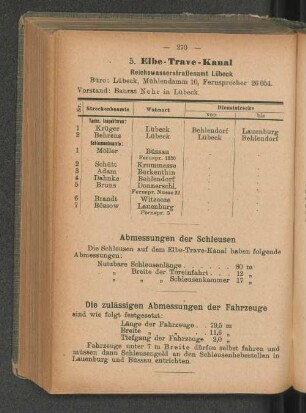 — 270 —
5. Elbe-Trave-Kanal
Reichswasserstraßenamt Lübeck
Büro: Lübeck, Mühlendamm 10, Fernsprecher 26 054.
Vorstand: Baurat Nohr in Lübeck.
Streckenbeamte Wohnort Dienststrecke
von bis
1 Krüger Lübeck Behlendorf Lauenburg
2 Behrens Lübeck Lübeck Behlendorf
1 Möller Büssau
2 Schütz Krummesse
3 Adam Berkenthin
4 Dahnke Behlendorf
5 Bruns Donnerschl.
6 Brandt Witzeeze
7 Bössow Lauenburg
Abmessungen der Schleusen
Die Schleusen auf dem Elbe-Trave-Kanal haben folgende
Abmessungen:
Nutzbare Schleusenlänge . . . . 80 m
„ Breite der Toreinfahrt . . 12 „
„ „ „ Schleusenkammer 17 „
Die zulässigen Abmessungen der Fahrzeuge
sind wie folgt festgesetzt:
Länge der Fahrzeuge . . 79,5 m
Breite „ „ . . 11,8 „
Tiefgang der Fahrzeuge 2,0 „
Fahrzeuge unter 7 m Breite dürfen selbst fahren und
müssen dann Schleusengeld an den Schleusenhebestellen in
Lauenburg und Büssau entrichten.